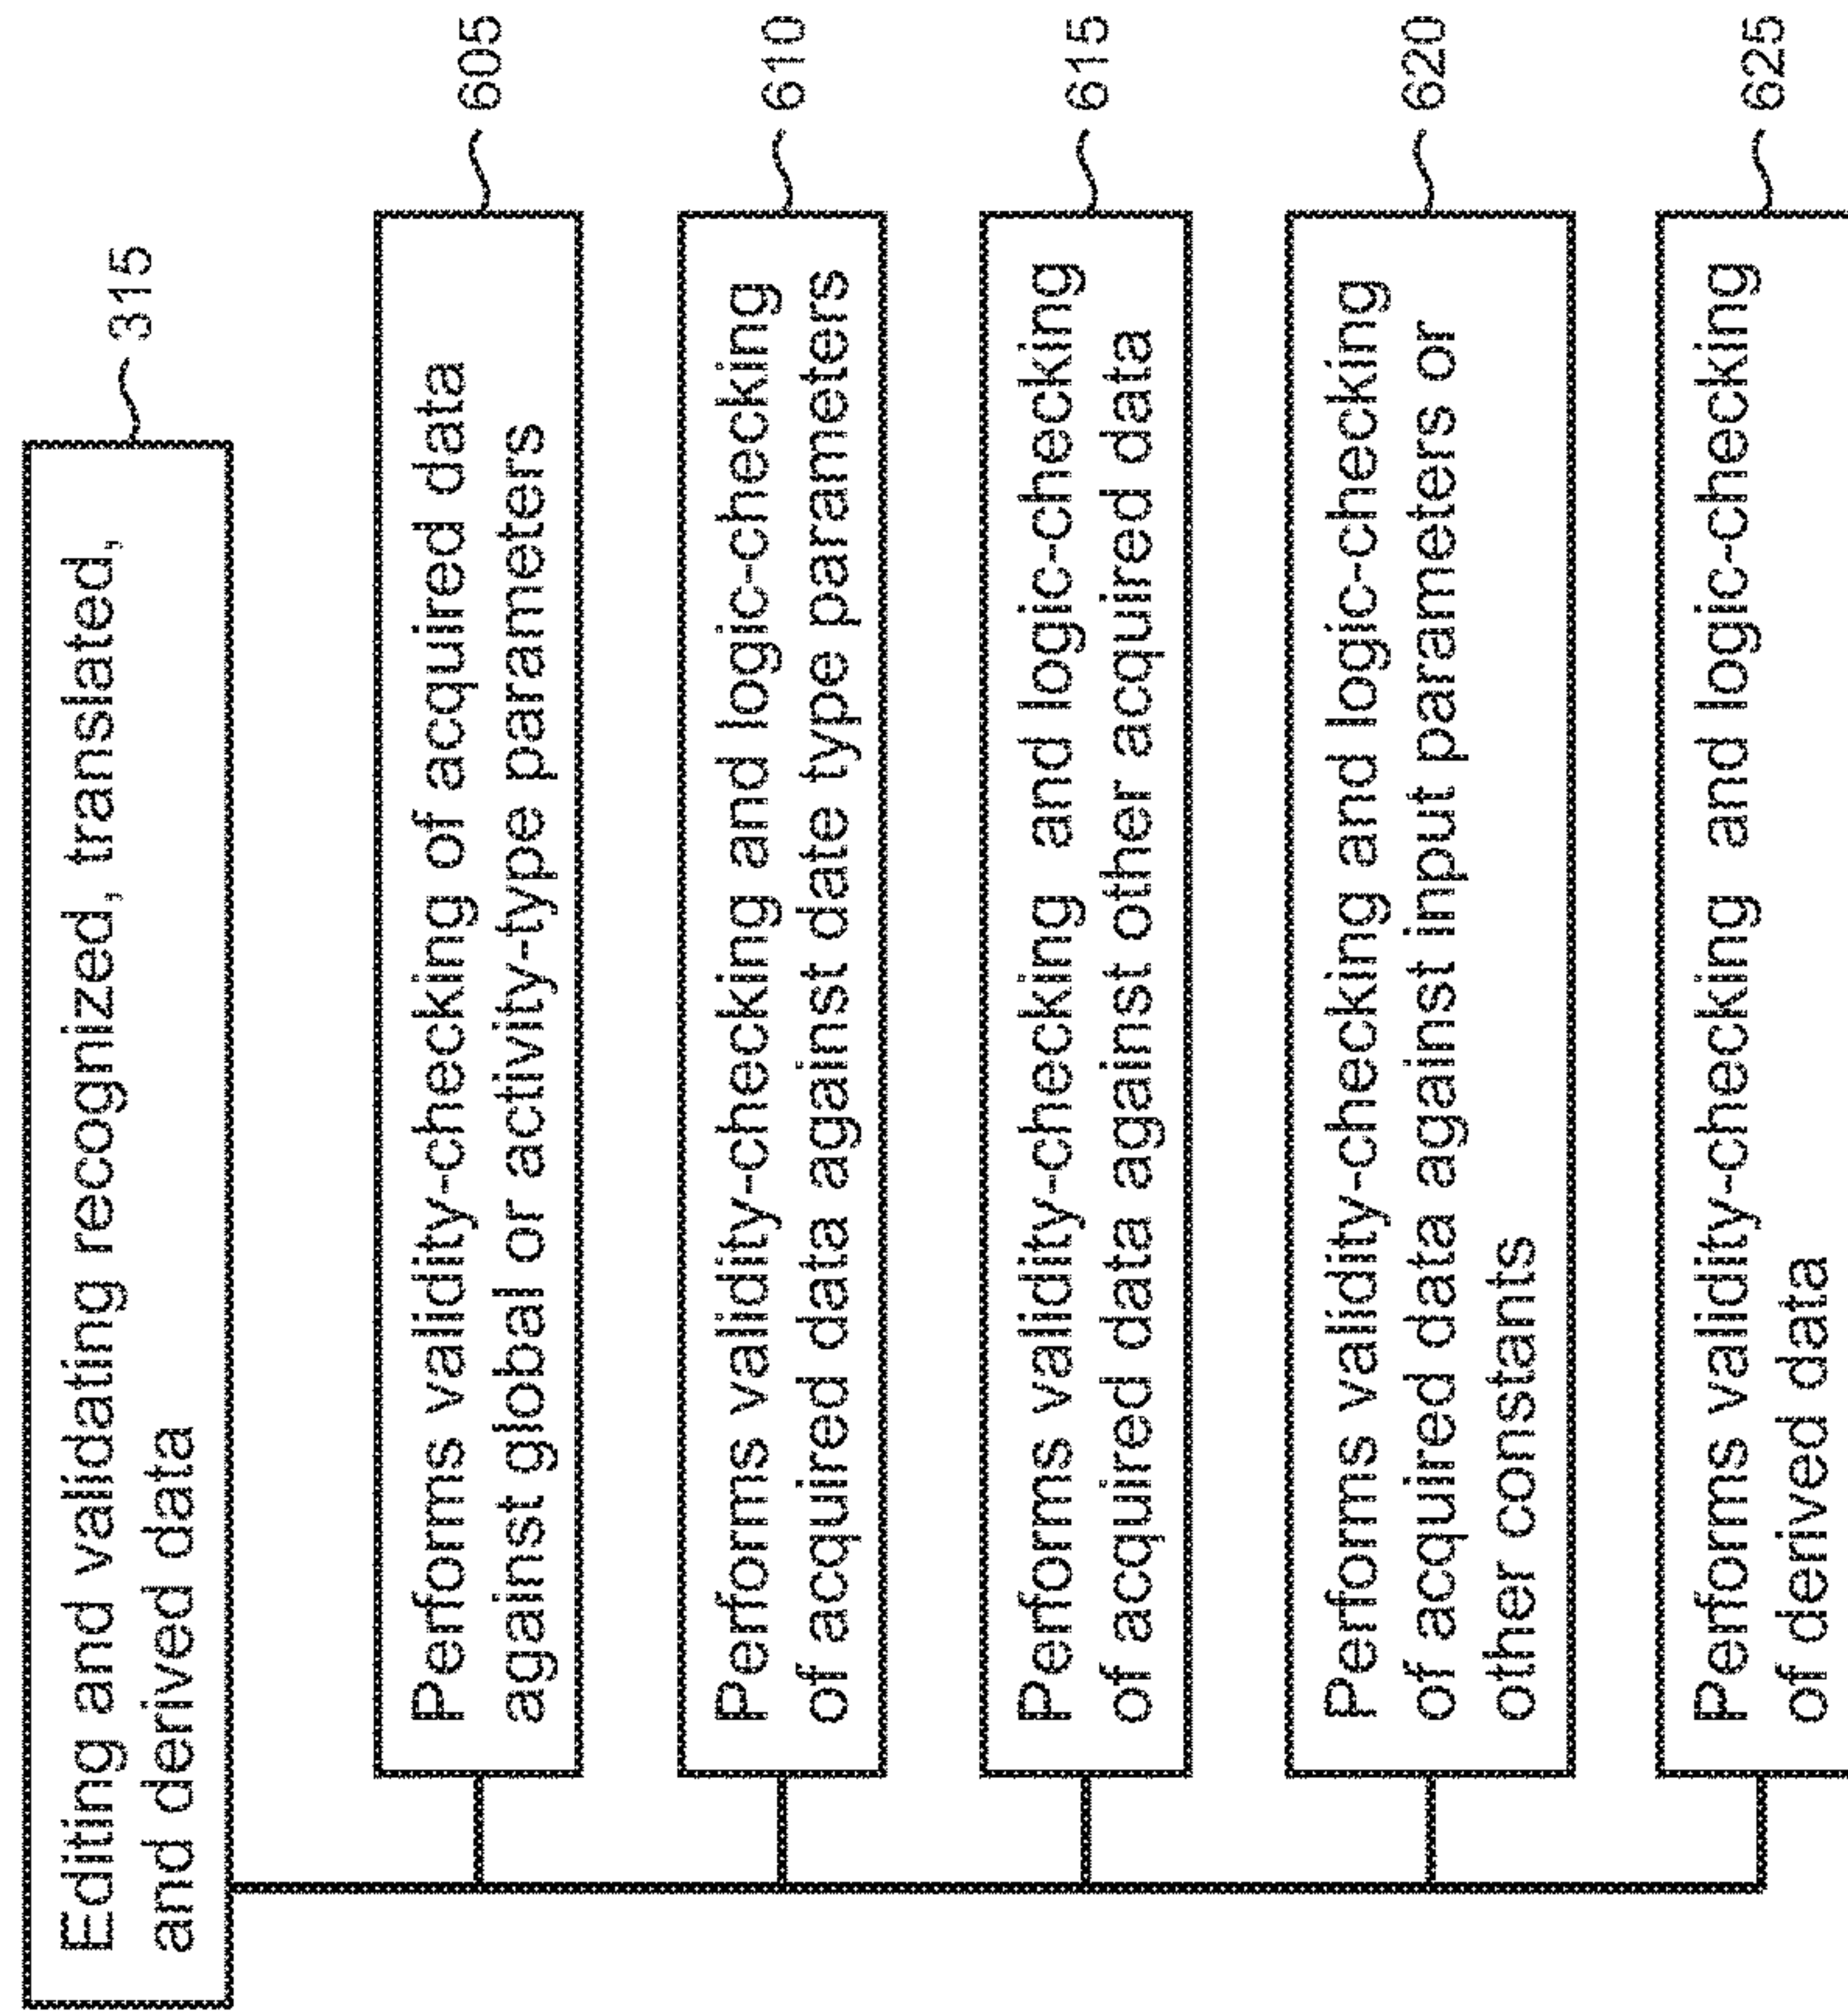 Editing and validating recognized, translated,
and derived data
315
Performs validity-checking of acquired data
against global or activity-type parameters
605
Performs validity-checking and logic-checking
of acquired data against date type parameters
610
Performs validity-checking and logic-checking
of acquired data against other acquired data
615
Performs validity-checking and logic-checking
of acquired data against input parameters or
other constants
620
Performs validity-checking and logic-checking
of derived data
625